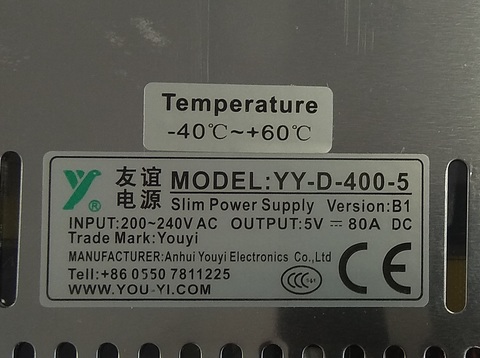 Temperature
-40℃~+60℃
友谊 MODEL:YY-D-400-5
电源 Slim Power Supply Version:B1
INPUT:200~240V AC OUTPUT:5V ⎓ 80A DC
Trade Mark:Youyi
MANUFACTURER:Anhui Youyi Electronics Co.,Ltd
Tell:+86 0550 7811225
WWW.YOU-YI.COM
CCC CE